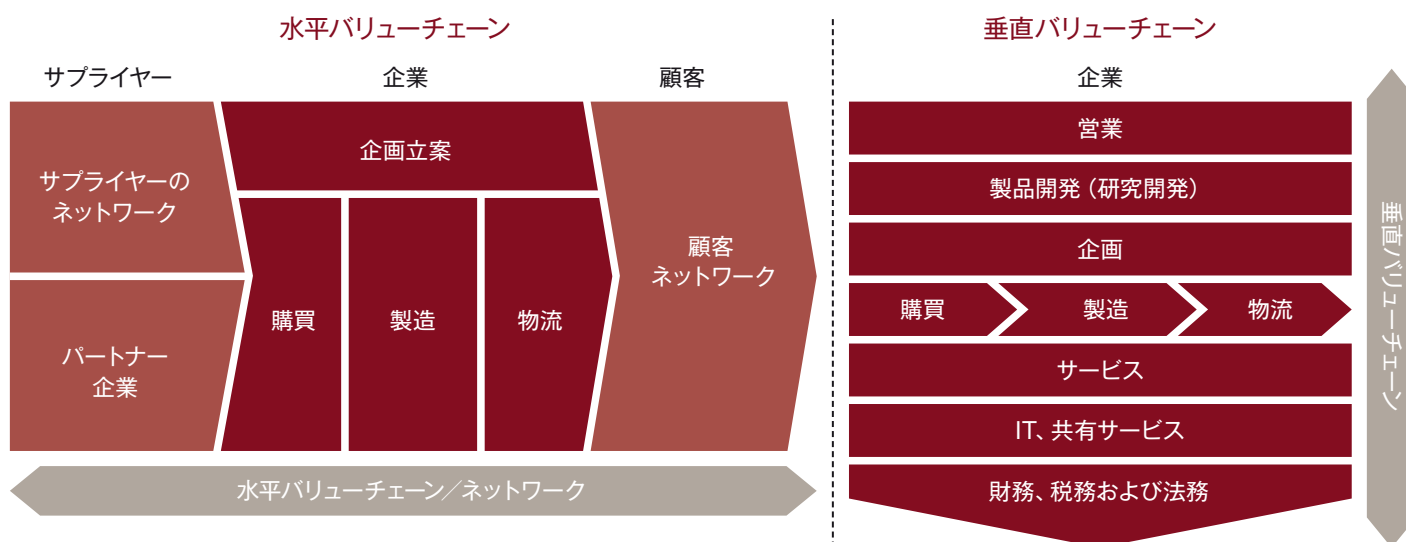 水平バリューチェーン
サプライヤー
企業
顧客
サプライヤーの
ネットワーク
パートナー
企業
企画立案
購買
製造
物流
顧客
ネットワーク
水平バリューチェーン／ネットワーク
垂直バリューチェーン
企業
営業
製品開発（研究開発）
企画
購買
製造
物流
サービス
IT、共有サービス
財務、税務および法務
垂直バリューチェーン